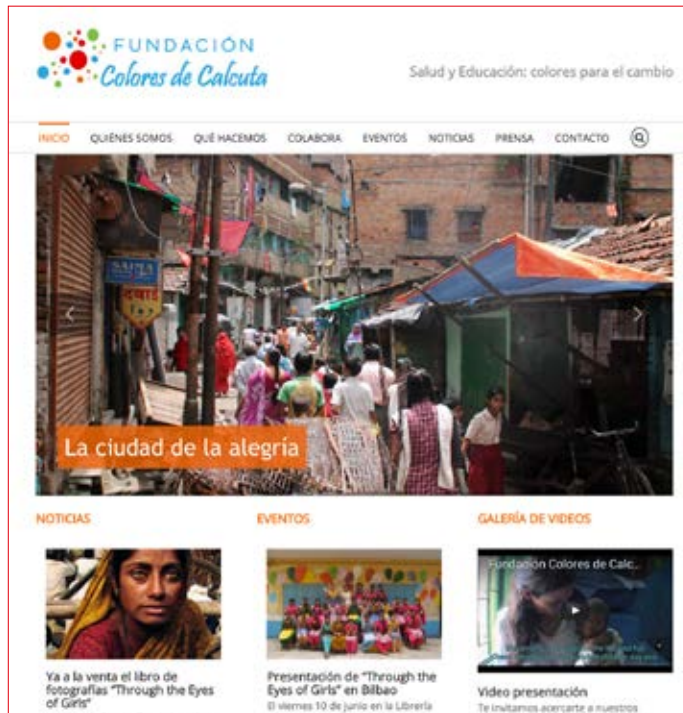 FUNDACIÓN
Colores de Calcuta
Salud y Educación: colores para el cambio
INICIO QUIÉNES SOMOS QUÉ HACEMOS COLABORA EVENTOS NOTICIAS PRENSA CONTACTO
La ciudad de la alegría
NOTICIAS
Ya a la venta el libro de
fotografías "Through the Eyes
of Girls"
EVENTOS
Presentación de "Through the
Eyes of Girls" en Bilbao
El viernes 10 de junio en la Librería
GALERÍA DE VIDEOS
Fundación Colores de Calc...
Video presentación
Te invitamos acercarte a nuestros